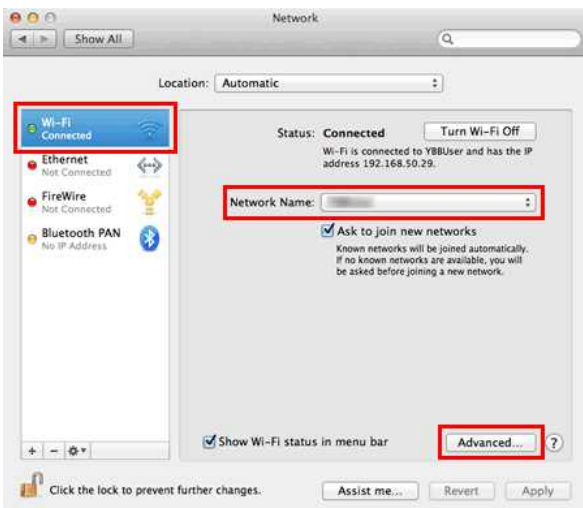 Network
Show All
Location: Automatic
Wi-Fi
Connected
Ethernet
Not Connected
FireWire
Not Connected
Bluetooth PAN
No IP Address
Status: Connected
Turn Wi-Fi Off
Wi-Fi is connected to YBBUser and has the IP
address 192.168.50.29.
Network Name:
Ask to join new networks
Known networks will be joined automatically.
If no known networks are available, you will
be asked before joining a new network.
Show Wi-Fi status in menu bar
Advanced...
?
Click the lock to prevent further changes.
Assist me...
Revert
Apply